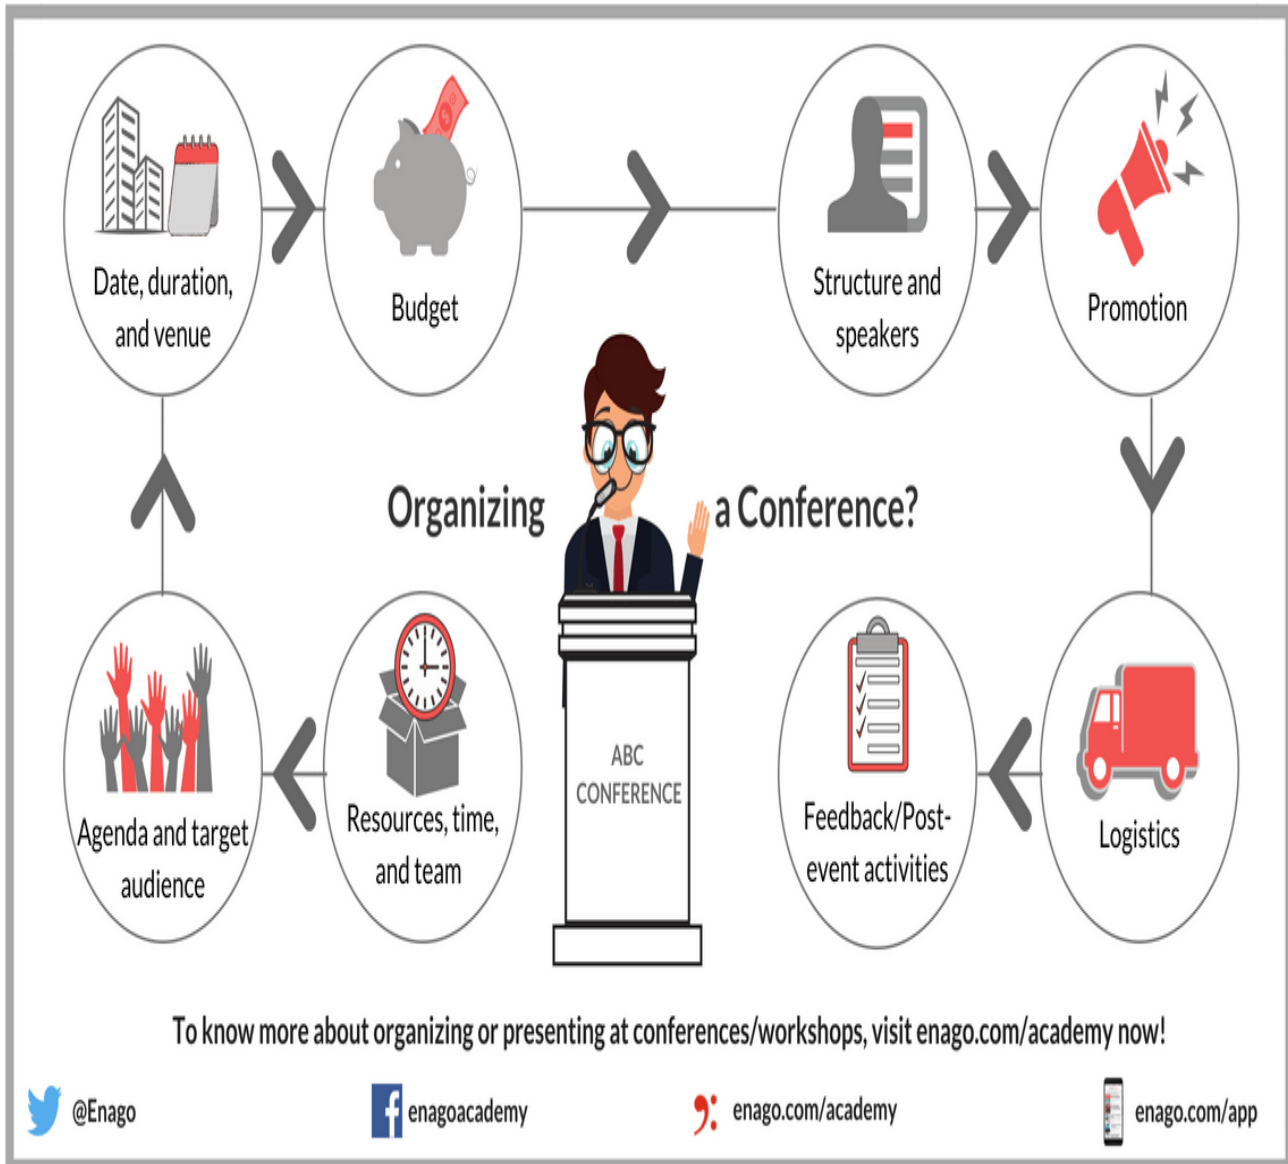 Date, duration,
and venue
Budget
Structure and
speakers
Promotion
Organizing
a Conference?
Agenda and target
audience
Resources, time,
and team
ABC
CONFERENCE
Feedback/Post-
event activities
Logistics
To know more about organizing or presenting at conferences/workshops, visit enago.com/academy now!
@Enago
enagoacademy
enago.com/academy
enago.com/app